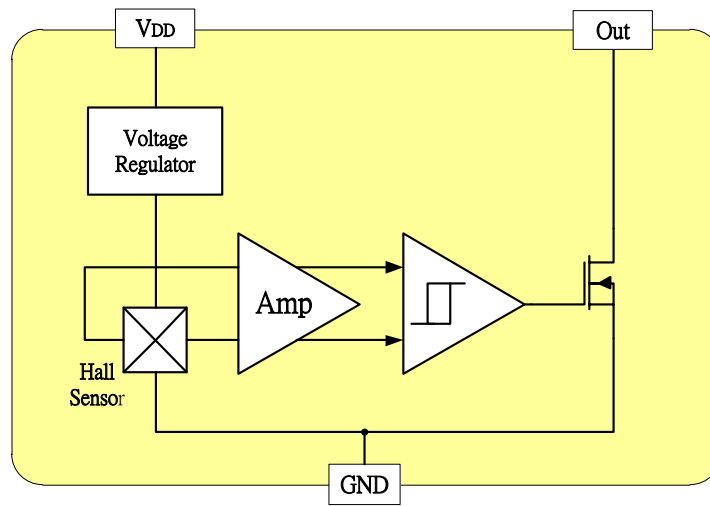 VDD
Out
Voltage
Regulator
Amp
Hall
Sensor
GND